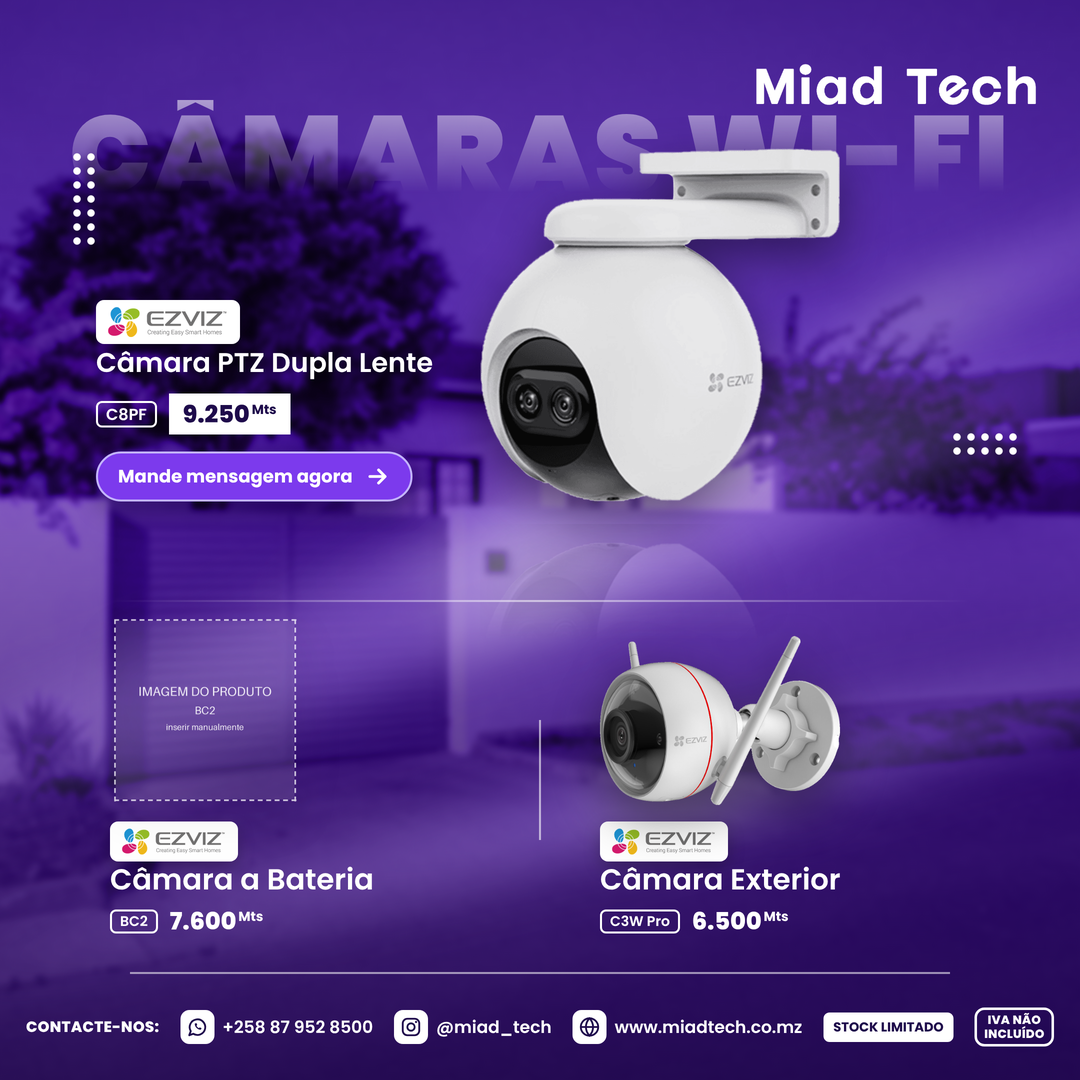 Miad Tech
CÂMARAS WI-FI
EZVIZ
Creating Easy Smart Homes
Câmara PTZ Dupla Lente
C8PF 9.250 Mts
Mande mensagem agora →
EZVIZ
IMAGEM DO PRODUTO
BC2
inserir manualmente
EZVIZ
EZVIZ
Creating Easy Smart Homes
Câmara a Bateria
BC2 7.600 Mts
EZVIZ
Creating Easy Smart Homes
Câmara Exterior
C3W Pro 6.500 Mts
CONTACTE-NOS: +258 87 952 8500 @miad_tech www.miadtech.co.mz STOCK LIMITADO IVA NÃO INCLUÍDO